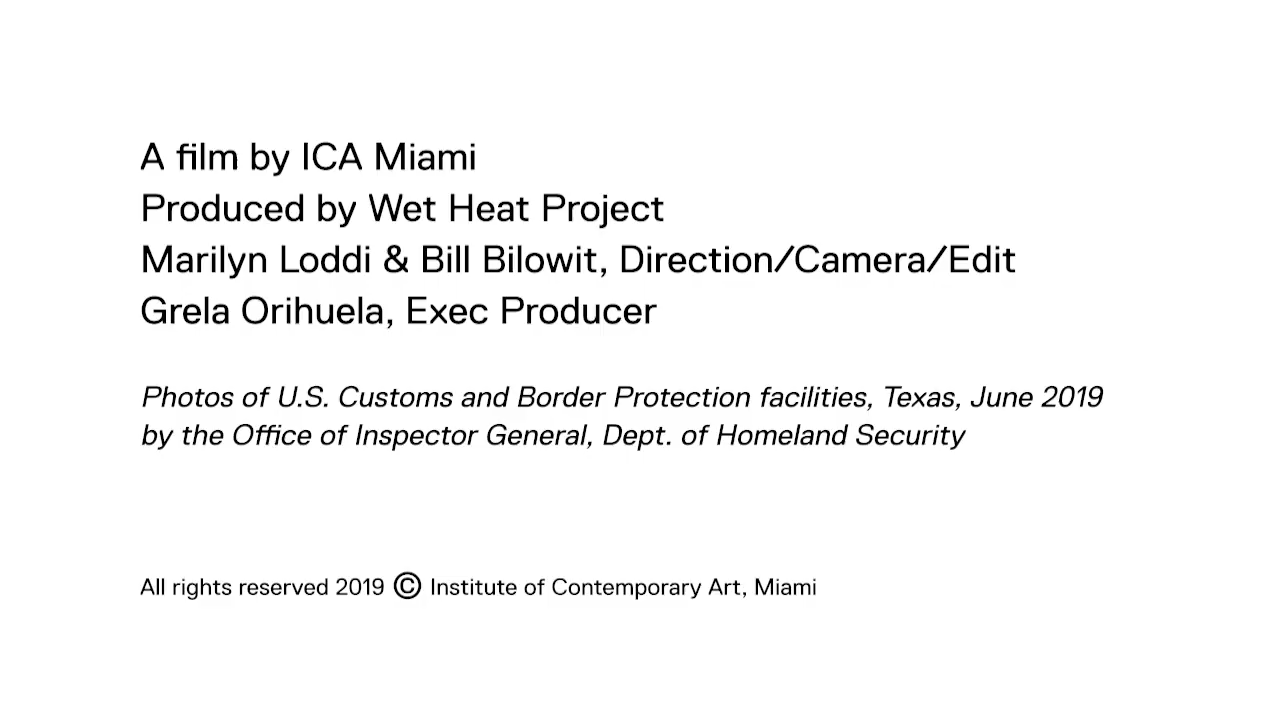 A film by ICA Miami
Produced by Wet Heat Project
Marilyn Loddi & Bill Bilowit, Direction/Camera/Edit
Grela Orihuela, Exec Producer
Photos of U.S. Customs and Border Protection facilities, Texas, June 2019
by the Office of Inspector General, Dept. of Homeland Security
All rights reserved 2019 © Institute of Contemporary Art, Miami